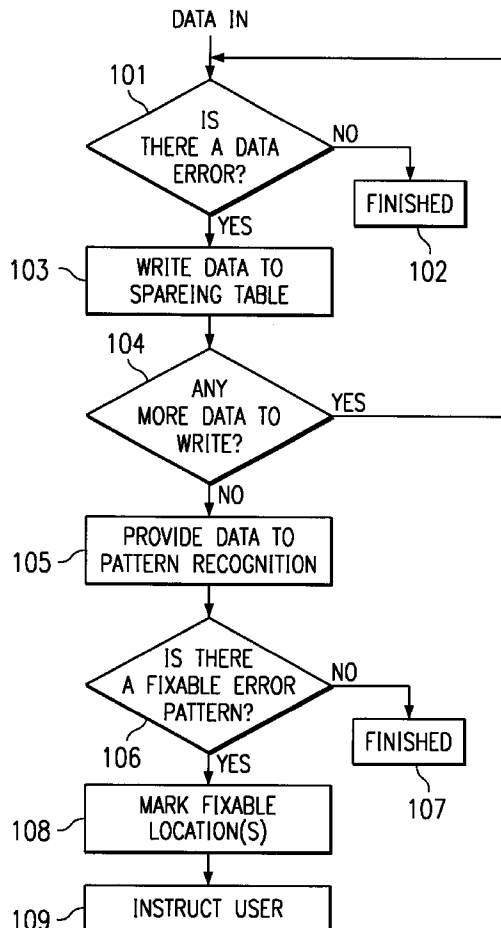 DATA IN
101
IS
THERE A DATA
ERROR?
NO
FINISHED
102
YES
103
WRITE DATA TO
SPAREING TABLE
104
ANY
MORE DATA TO
WRITE?
YES
NO
105
PROVIDE DATA TO
PATTERN RECOGNITION
IS THERE
A FIXABLE ERROR
PATTERN?
NO
106
FINISHED
107
YES
108
MARK FIXABLE
LOCATION(S)
109
INSTRUCT USER